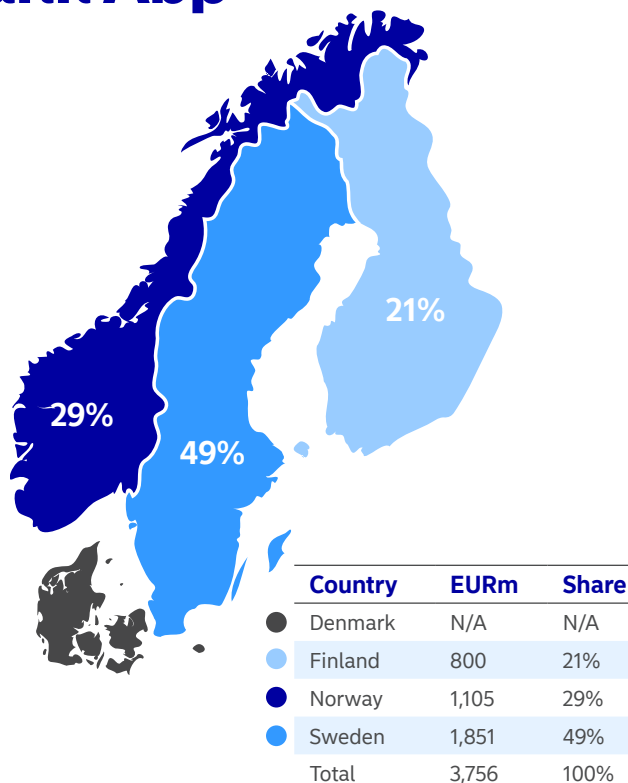 Abp
21%
29%
49%
Country EURm Share
Denmark N/A N/A
Finland 800 21%
Norway 1,105 29%
Sweden 1,851 49%
Total 3,756 100%